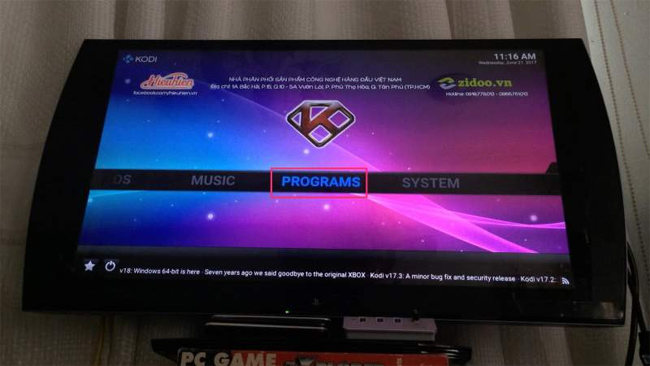 KODI
11:16 AM
Wednesday, June 21, 2017
HieuHien
facebook.com/hieuhien.vn
NHÀ PHÂN PHỐI SẢN PHẨM CÔNG NGHỆ HÀNG ĐẦU VIỆT NAM
Địa chỉ: 1A Bắc Hải, P.15, Q.10 - 5A Vườn Lài, P. Phú Thọ Hòa, Q. Tân Phú (TP.HCM)
zidoo.vn
Hotline:
OS
MUSIC
PROGRAMS
SYSTEM
v18: Windows 64-bit is here · Seven years ago we said goodbye to the original XBOX · Kodi v17.3: A minor bug fix and security release · Kodi v17.2:
PC GAME